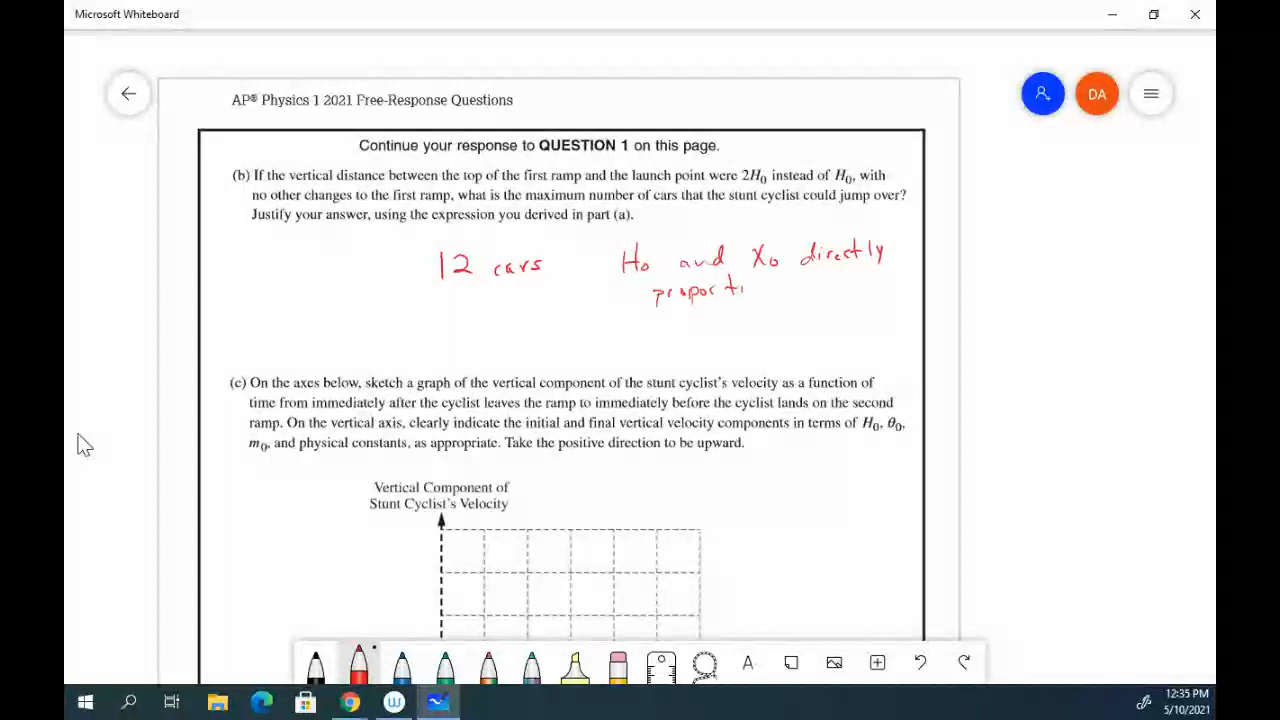 Microsoft Whiteboard
DA
AP® Physics 1 2021 Free-Response Questions
Continue your response to QUESTION 1 on this page.
(b) If the vertical distance between the top of the first ramp and the launch point were 2H₀ instead of H₀, with
no other changes to the first ramp, what is the maximum number of cars that the stunt cyclist could jump over?
Justify your answer, using the expression you derived in part (a).
12 cars H₀ and X₀ directly
proporti
(c) On the axes below, sketch a graph of the vertical component of the stunt cyclist's velocity as a function of
time from immediately after the cyclist leaves the ramp to immediately before the cyclist lands on the second
ramp. On the vertical axis, clearly indicate the initial and final vertical velocity components in terms of H₀, θ₀,
m₀, and physical constants, as appropriate. Take the positive direction to be upward.
Vertical Component of
Stunt Cyclist's Velocity
A
12:35 PM
5/10/2021